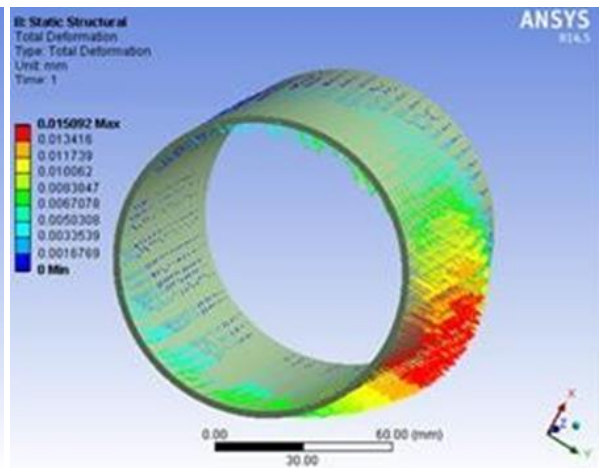 B: Static Structural
Total Deformation
Type: Total Deformation
Unit: mm
Time: 1
ANSYS
R14.5
0.015092 Max
0.013416
0.011739
0.010062
0.0083847
0.0067078
0.0050308
0.0033539
0.0016769
0 Min
0.00
60.00 (mm)
30.00
X
Z
Y